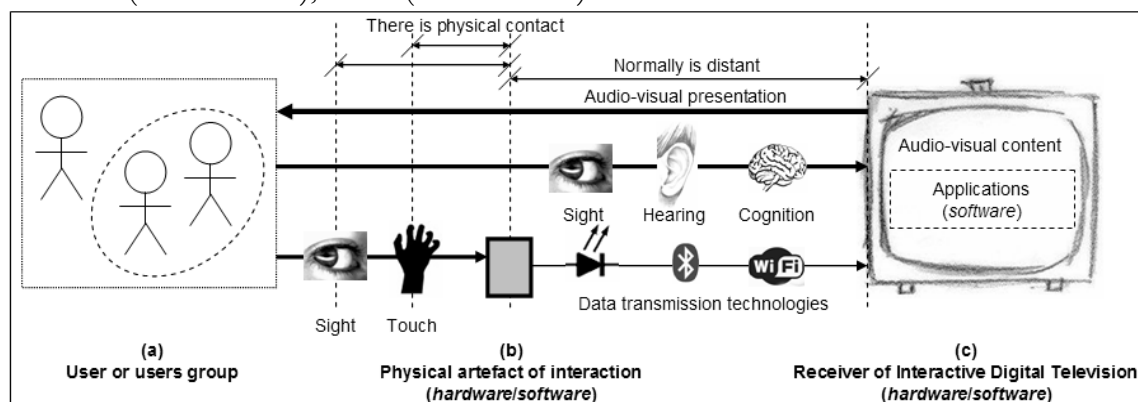 There is physical contact
Normally is distant
Audio-visual presentation
Audio-visual content
Applications
(software)
Sight
Hearing
Cognition
WiFi
Data transmission technologies
Sight
Touch
(a)
User or users group
(b)
Physical artefact of interaction
(hardware/software)
(c)
Receiver of Interactive Digital Television
(hardware/software)